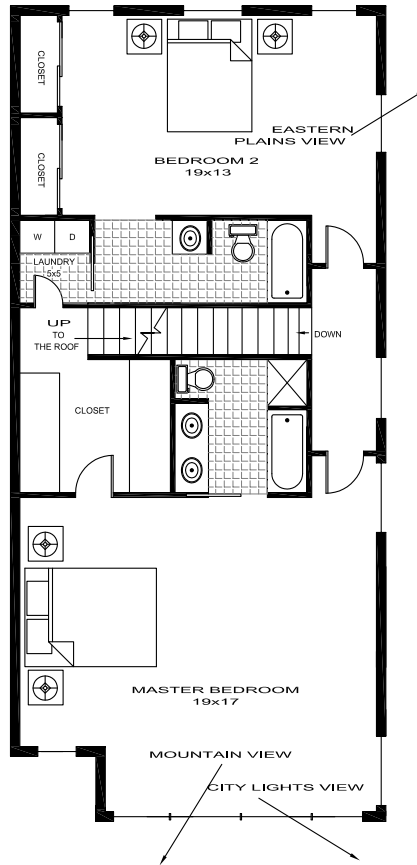 CLOSET
EASTERN
PLAINS VIEW
CLOSET
BEDROOM 2
19x13
W D
LAUNDRY
5x5
UP
TO
THE ROOF
DOWN
CLOSET
MASTER BEDROOM
19x17
MOUNTAIN VIEW
CITY LIGHTS VIEW